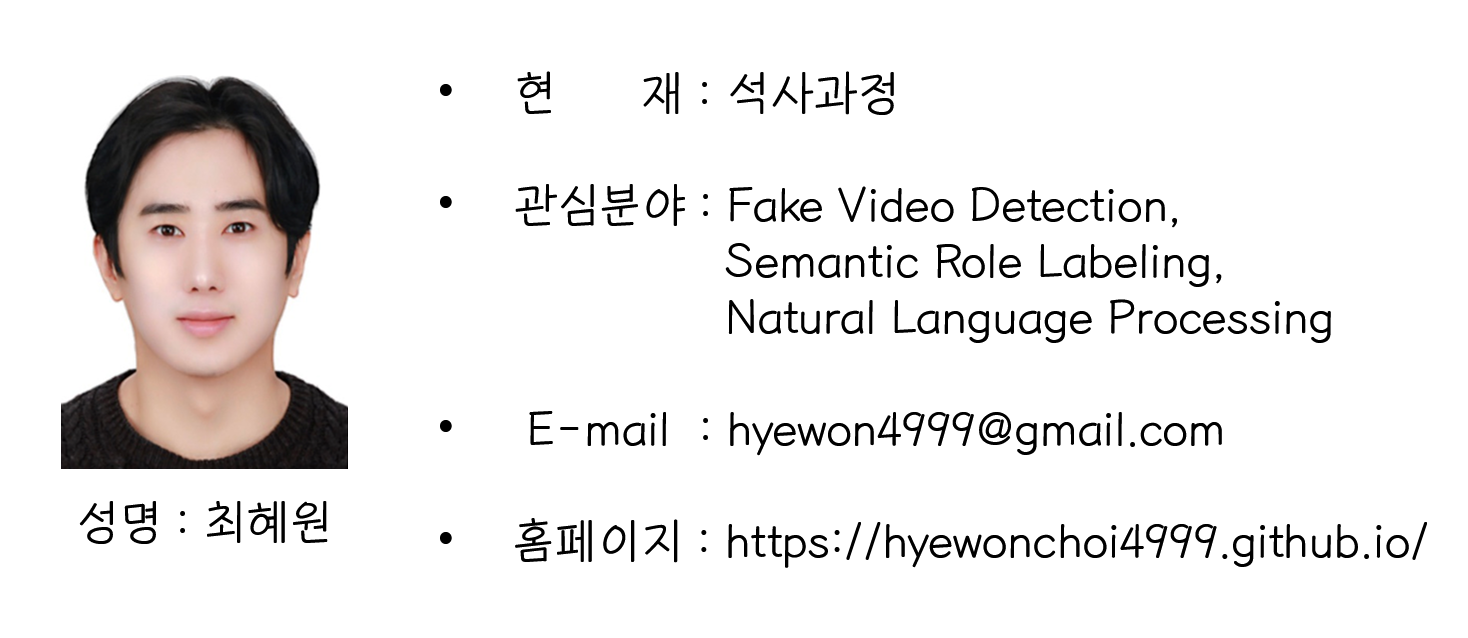 성명 : 최혜원
• 현 재 : 석사과정
• 관심분야 : Fake Video Detection,
Semantic Role Labeling,
Natural Language Processing
• E-mail : hyewon4999@gmail.com
• 홈페이지 : https://hyewonchoi4999.github.io/